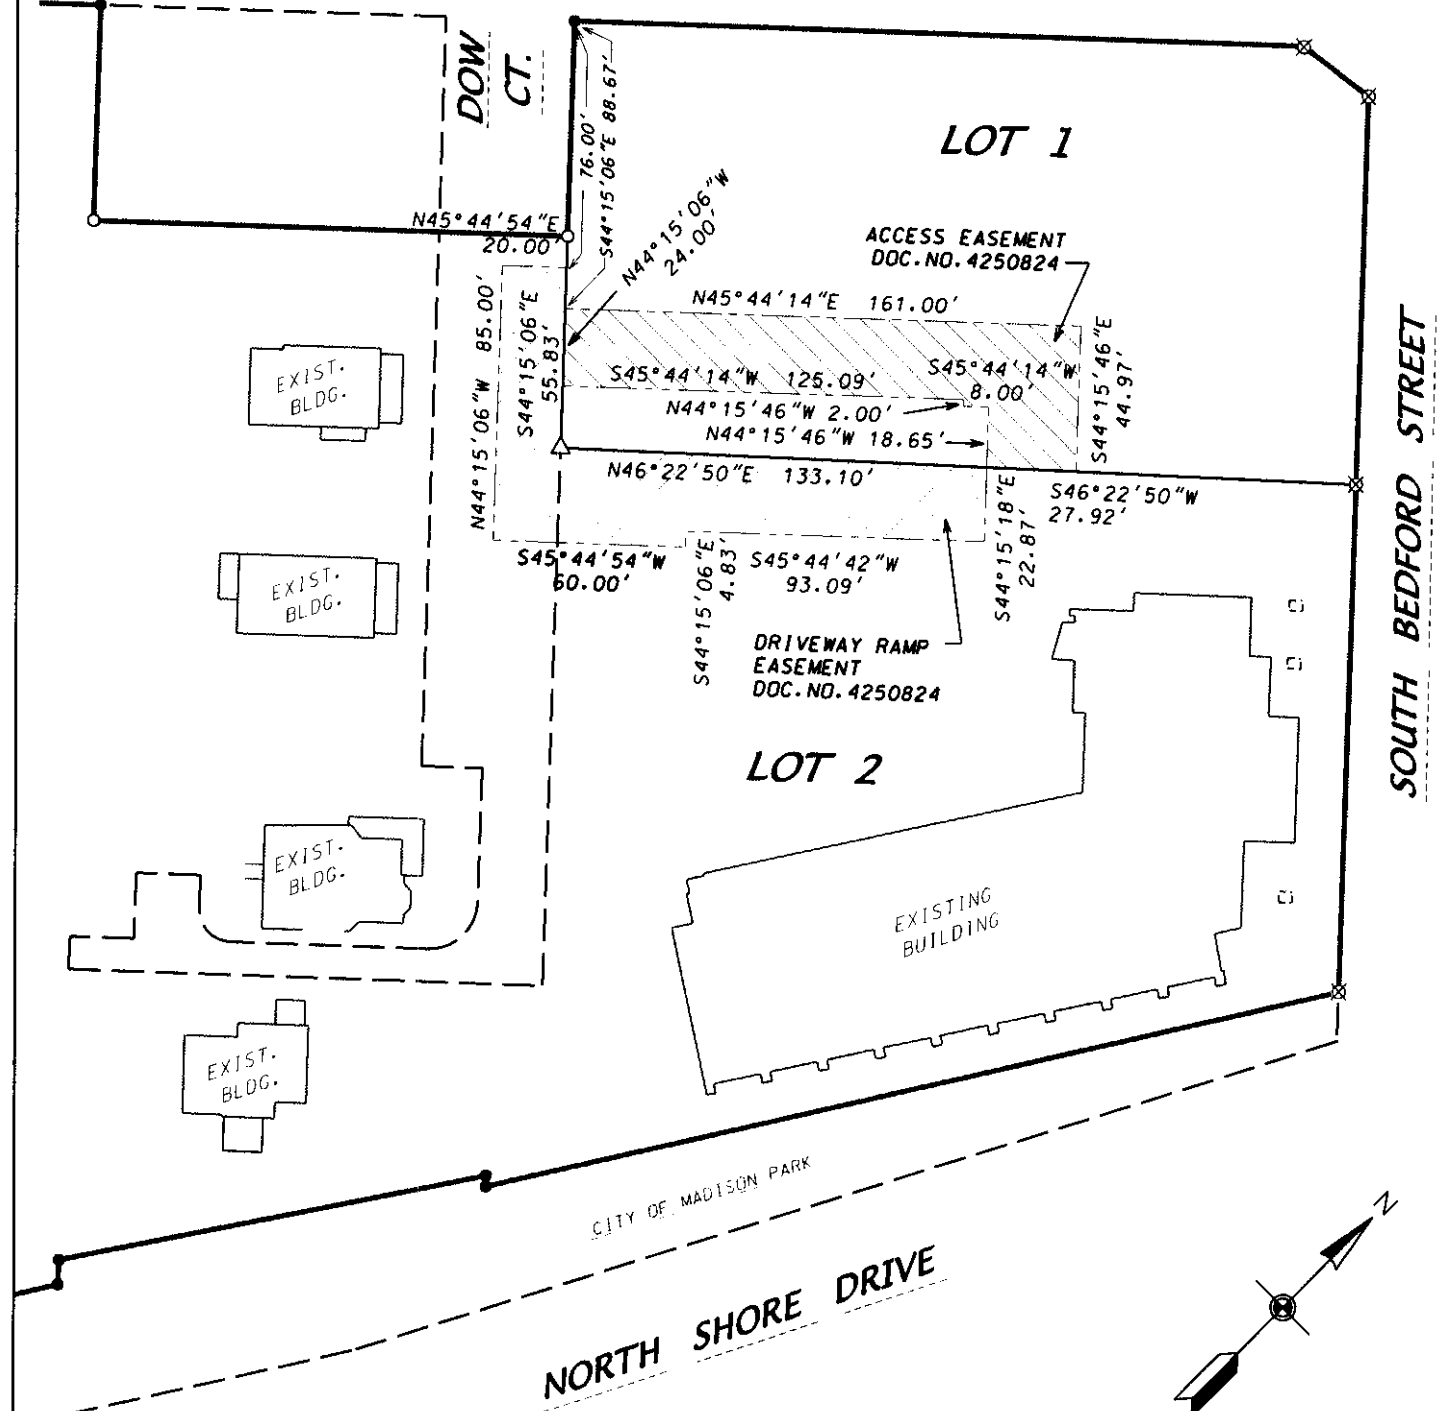 DOW
CT.
LOT 1
76.00'
S44°15'06"E 88.67'
N44°15'06"W
24.00'
N45°44'54"E
20.00'
ACCESS EASEMENT
DOC.NO.4250824
N45°44'14"E 161.00'
N44°15'06"W 85.00'
S44°15'06"E
55.83'
S45°44'14"W 125.09'
S45°44'14"W
8.00'
S44°15'46"E
44.97'
N44°15'46"W 2.00'
N44°15'46"W 18.65'
N46°22'50"E 133.10'
S46°22'50"W
27.92'
S44°15'18"E
22.87'
S45°44'54"W
60.00'
S44°15'06"E
4.83'
S45°44'42"W
93.09'
DRIVEWAY RAMP
EASEMENT
DOC.NO.4250824
SOUTH BEDFORD STREET
EXIST.
BLDG.
EXIST.
BLDG.
LOT 2
EXIST.
BLDG.
EXISTING
BUILDING
EXIST.
BLDG.
CITY OF MADISON PARK
NORTH SHORE DRIVE
N